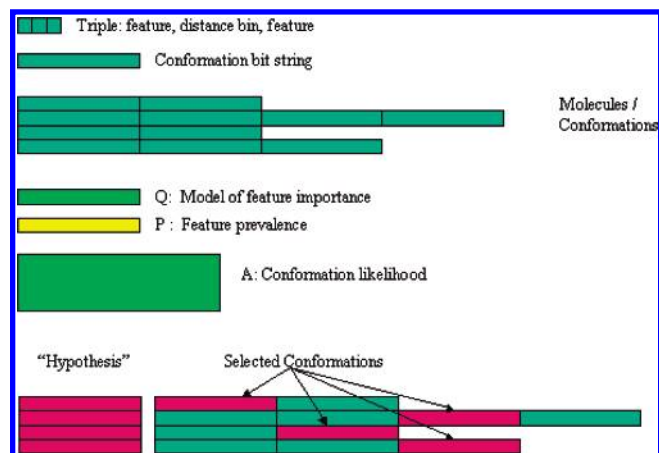 Triple: feature, distance bin, feature
Conformation bit string
Molecules /
Conformations
Q: Model of feature importance
P : Feature prevalence
A: Conformation likelihood
“Hypothesis”
Selected Conformations